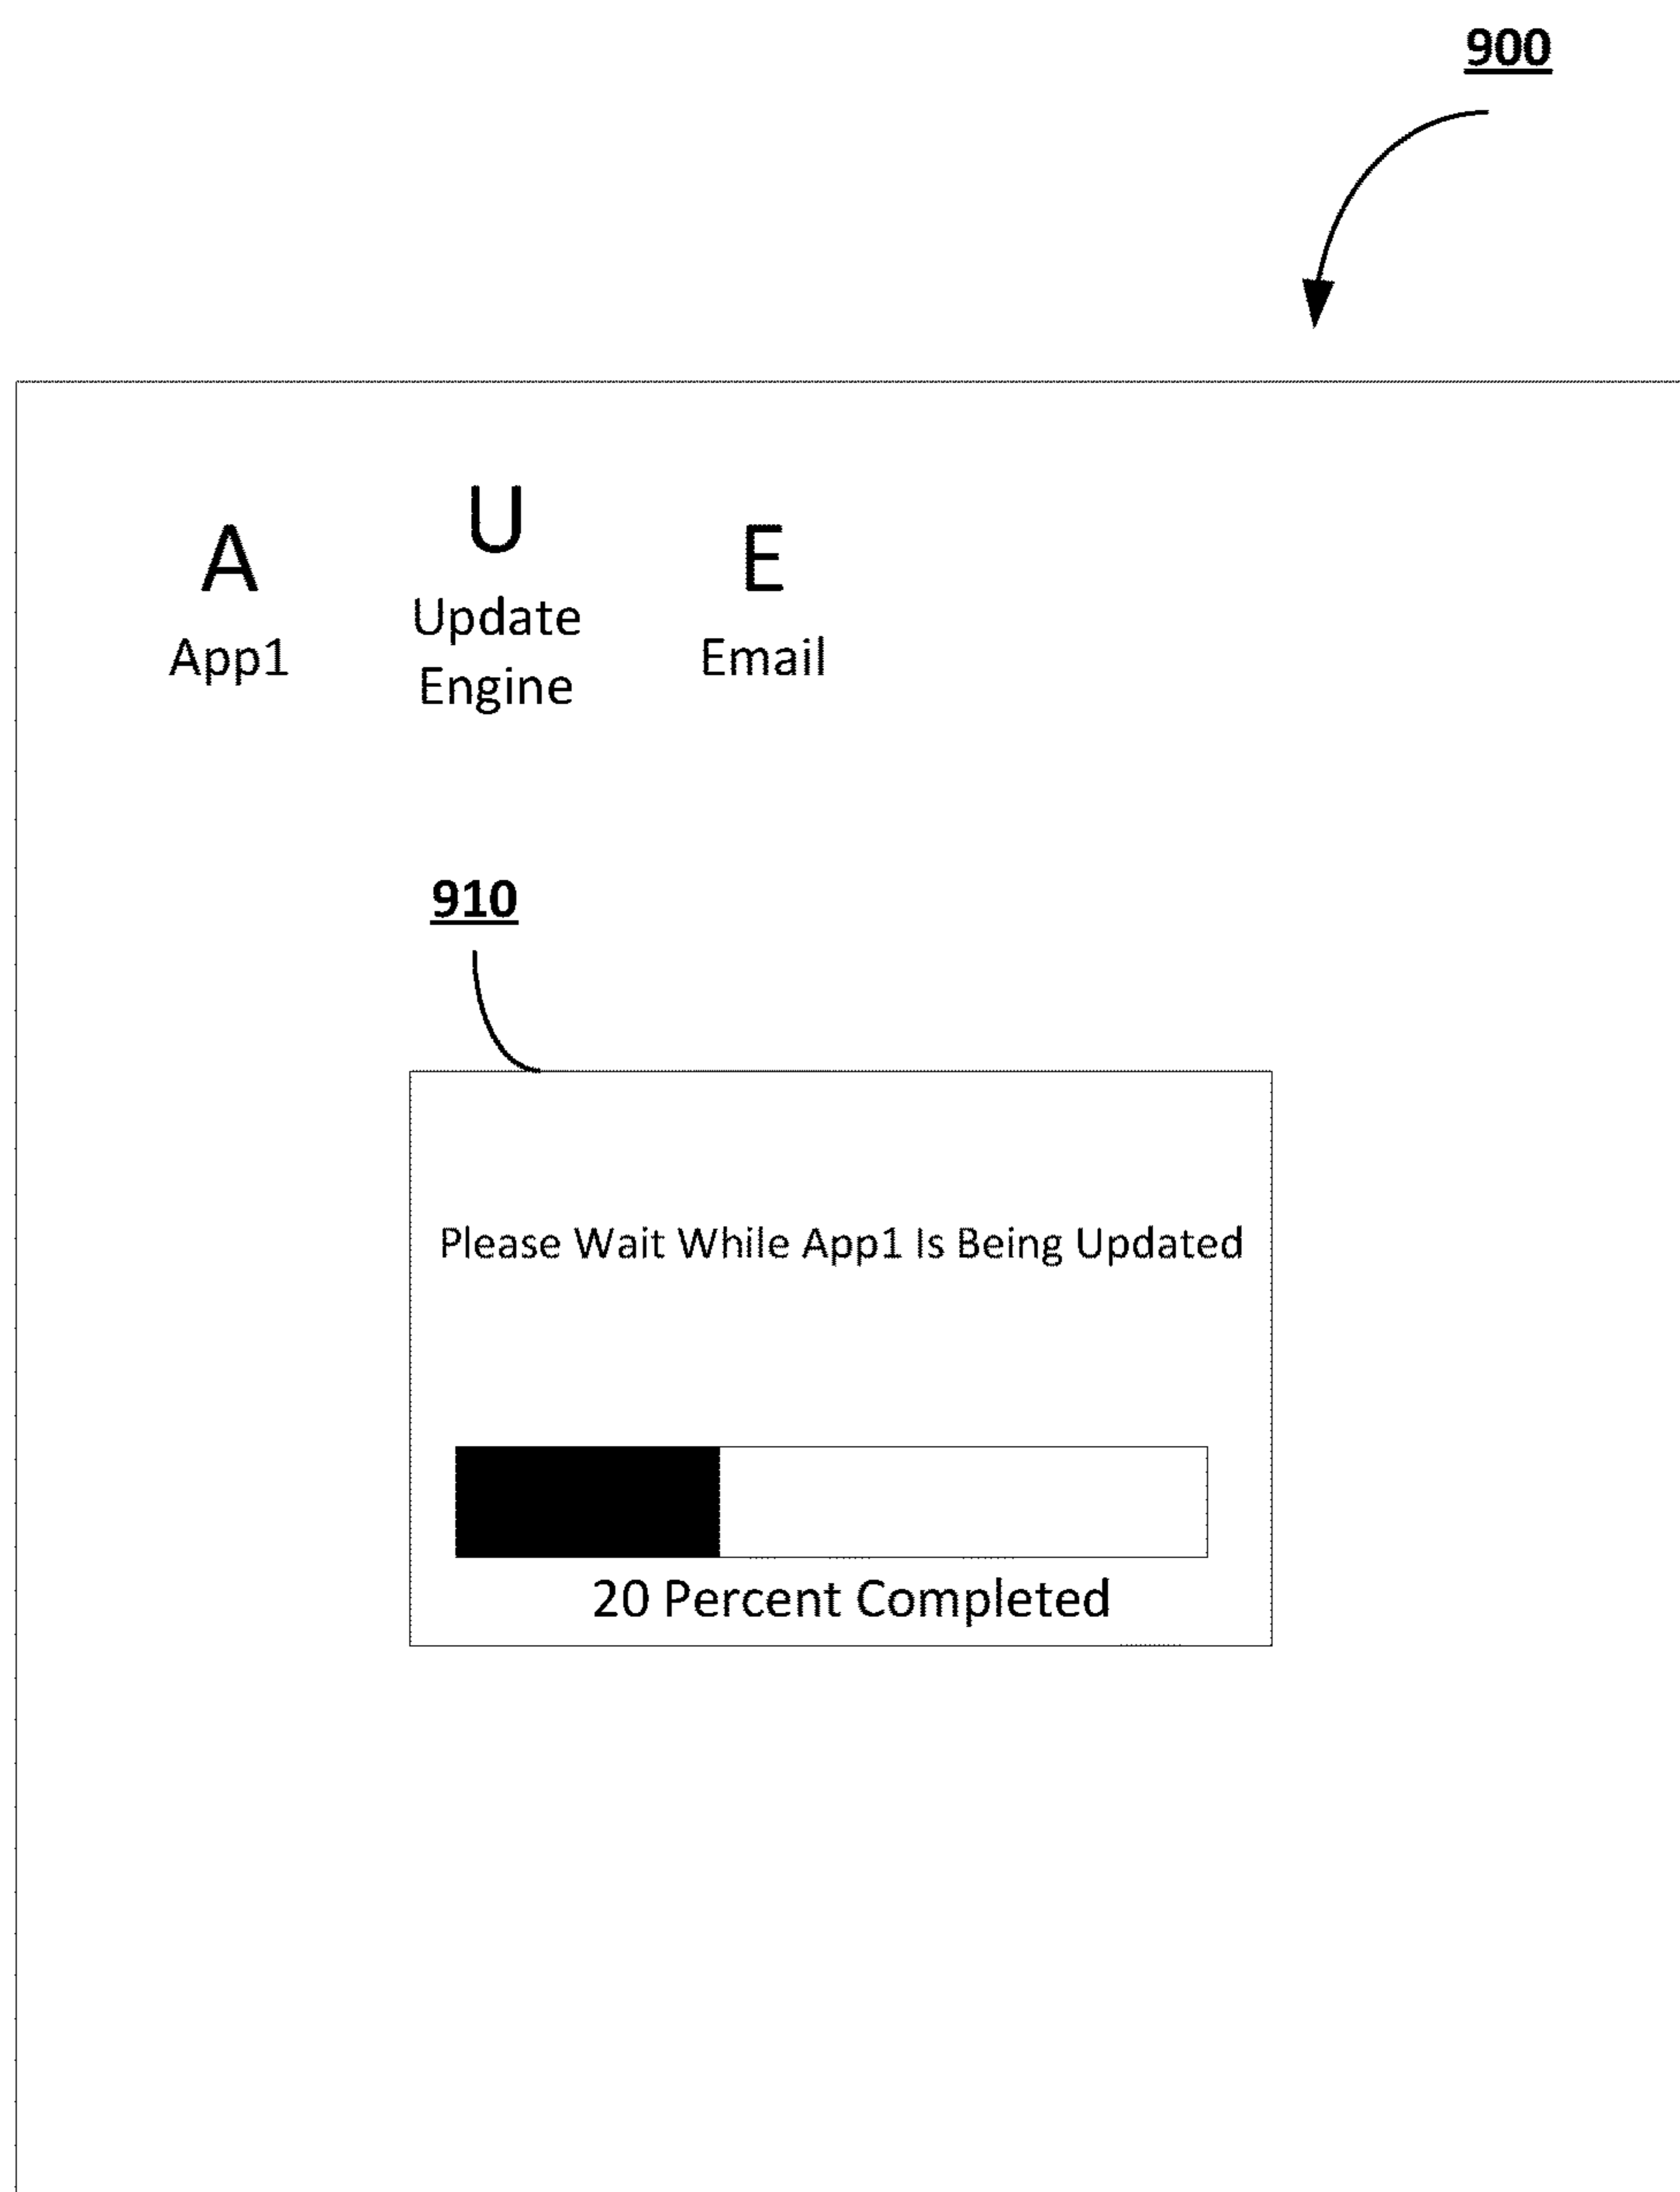 900
A
App1
U
Update
Engine
E
Email
910
Please Wait While App1 Is Being Updated
20 Percent Completed